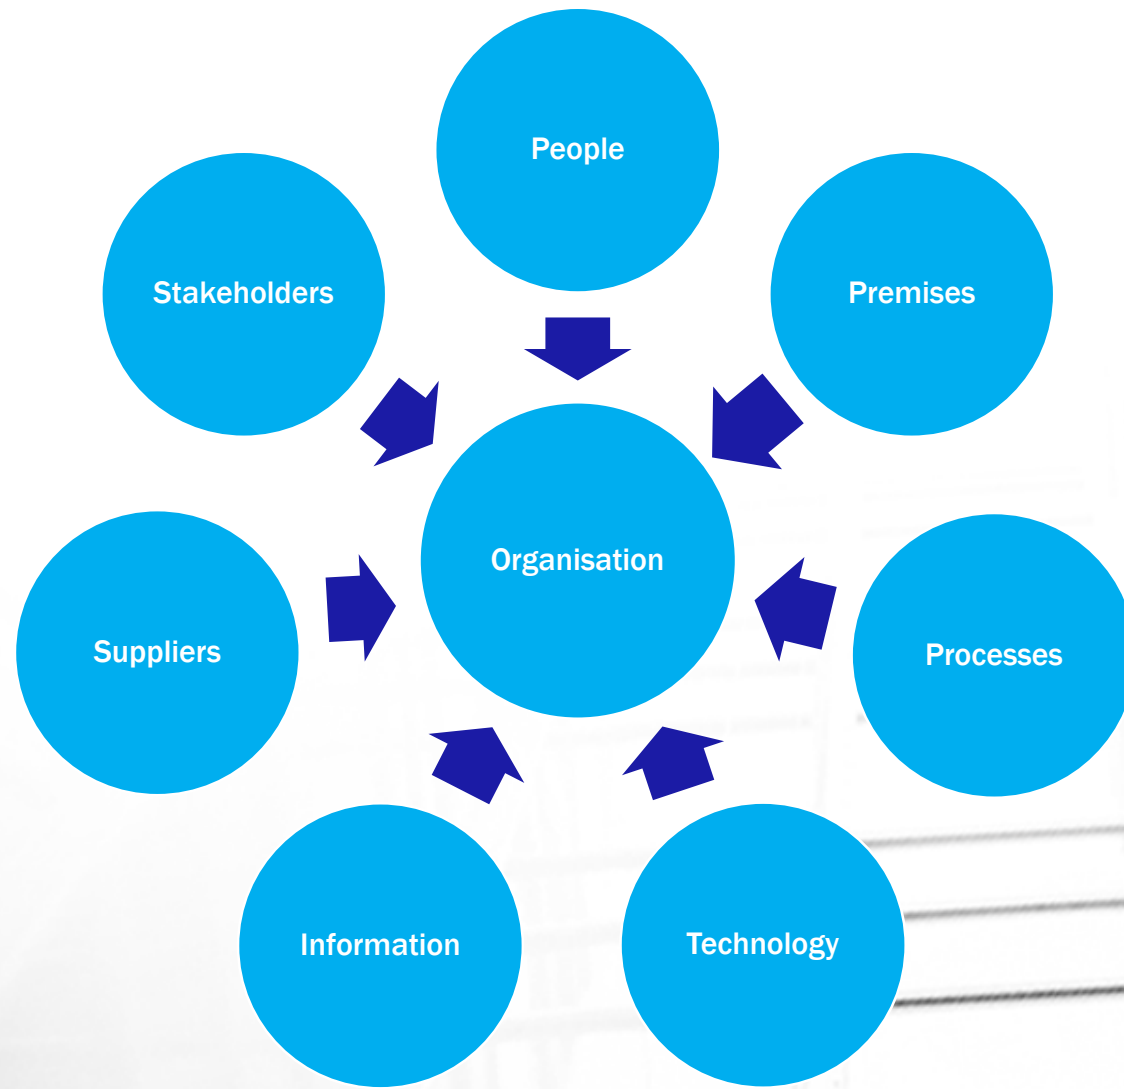 People
Stakeholders
Premises
Organisation
Suppliers
Processes
Information
Technology